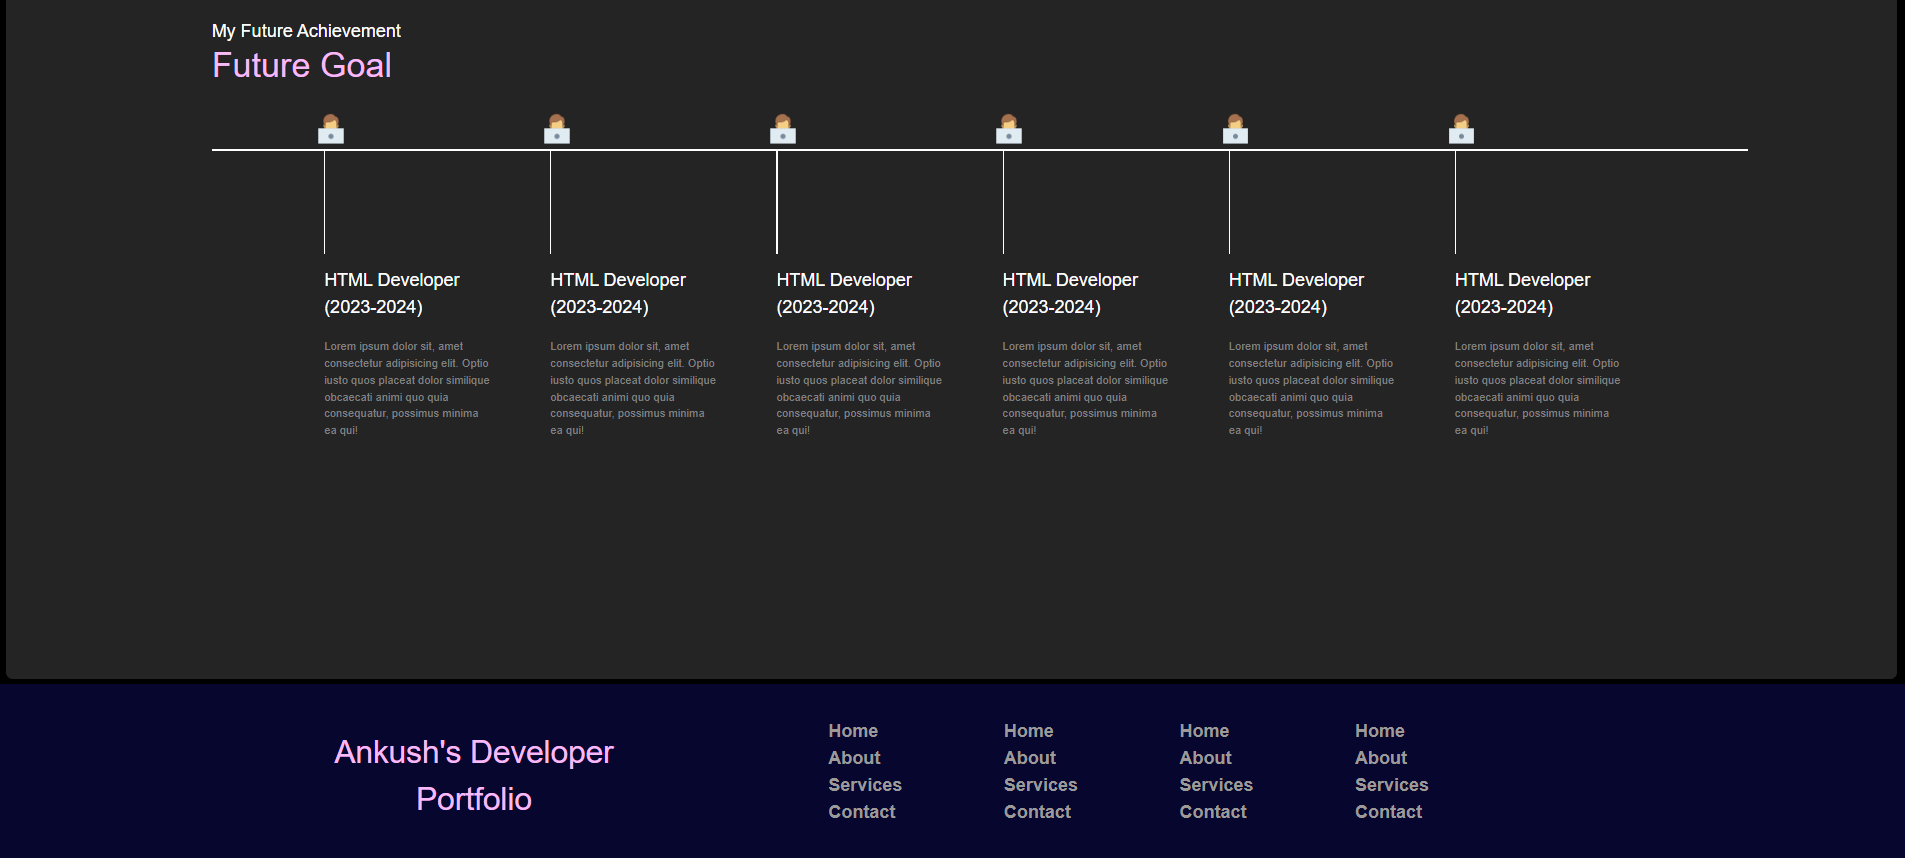 My Future Achievement
Future Goal
HTML Developer
(2023-2024)
Lorem ipsum dolor sit, amet
consectetur adipisicing elit. Optio
iusto quos placeat dolor similique
obcaecati animi quo quia
consequatur, possimus minima
ea qui!
HTML Developer
(2023-2024)
Lorem ipsum dolor sit, amet
consectetur adipisicing elit. Optio
iusto quos placeat dolor similique
obcaecati animi quo quia
consequatur, possimus minima
ea qui!
HTML Developer
(2023-2024)
Lorem ipsum dolor sit, amet
consectetur adipisicing elit. Optio
iusto quos placeat dolor similique
obcaecati animi quo quia
consequatur, possimus minima
ea qui!
HTML Developer
(2023-2024)
Lorem ipsum dolor sit, amet
consectetur adipisicing elit. Optio
iusto quos placeat dolor similique
obcaecati animi quo quia
consequatur, possimus minima
ea qui!
HTML Developer
(2023-2024)
Lorem ipsum dolor sit, amet
consectetur adipisicing elit. Optio
iusto quos placeat dolor similique
obcaecati animi quo quia
consequatur, possimus minima
ea qui!
HTML Developer
(2023-2024)
Lorem ipsum dolor sit, amet
consectetur adipisicing elit. Optio
iusto quos placeat dolor similique
obcaecati animi quo quia
consequatur, possimus minima
ea qui!
Ankush's Developer
Portfolio
Home
About
Services
Contact
Home
About
Services
Contact
Home
About
Services
Contact
Home
About
Services
Contact